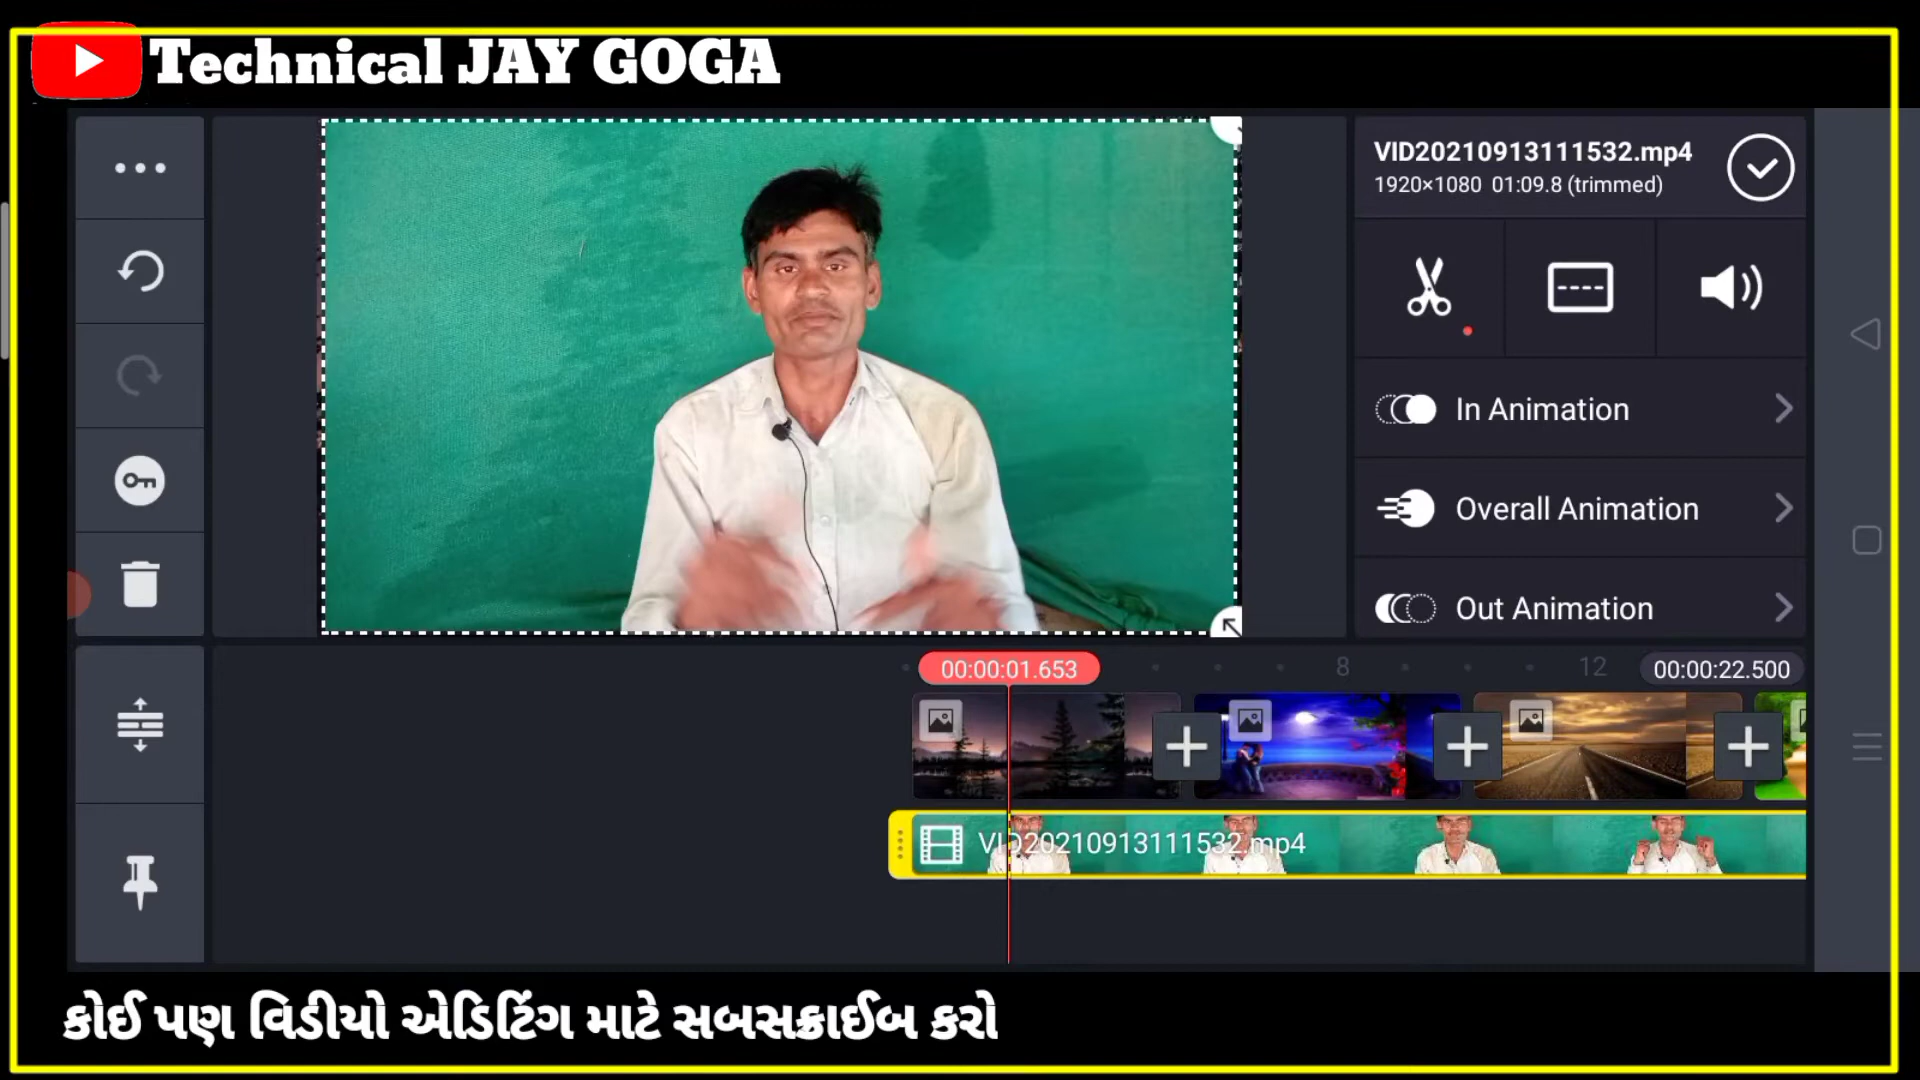 Technical JAY GOGA
VID20210913111532.mp4
1920×1080 01:09.8 (trimmed)
In Animation
Overall Animation
Out Animation
00:00:01.653
8
12
00:00:22.500
VID20210913111532.mp4
કોઈ પણ વિડીયો એડિટિંગ માટે સબસક્રાઈબ કરો